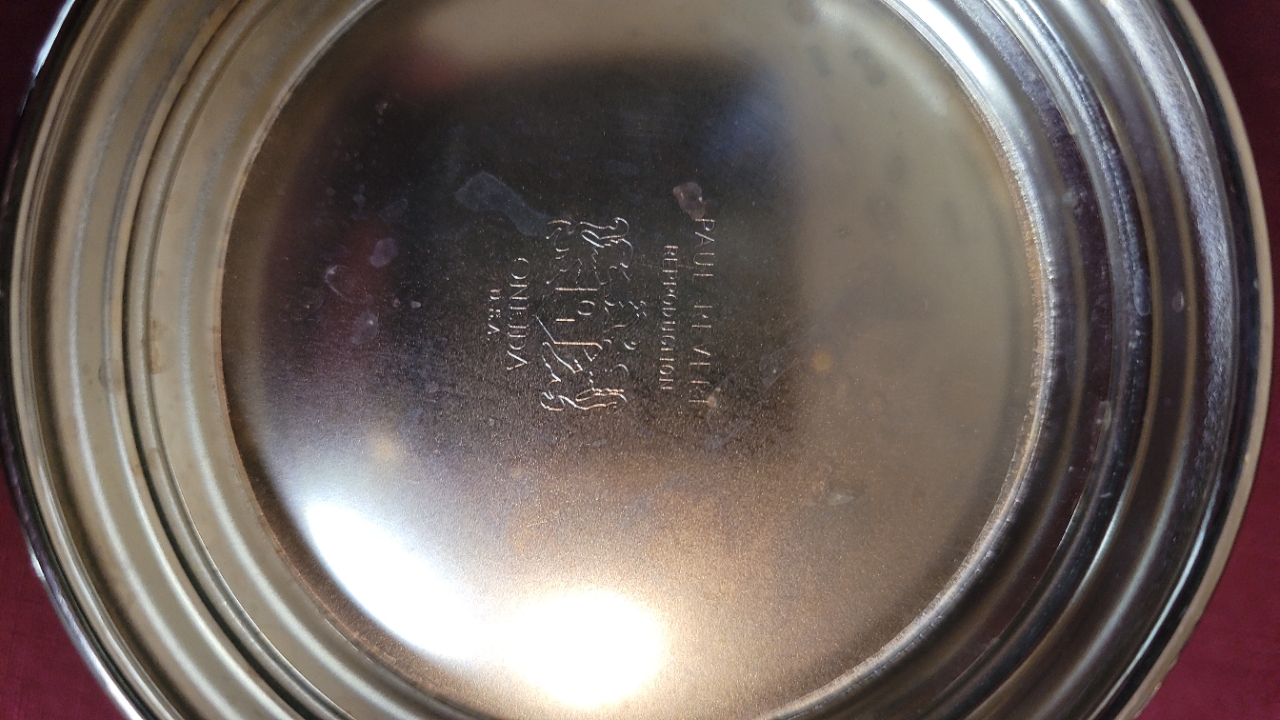 PAUL REVERE
REPRODUCTION
ONEIDA
U.S.A.